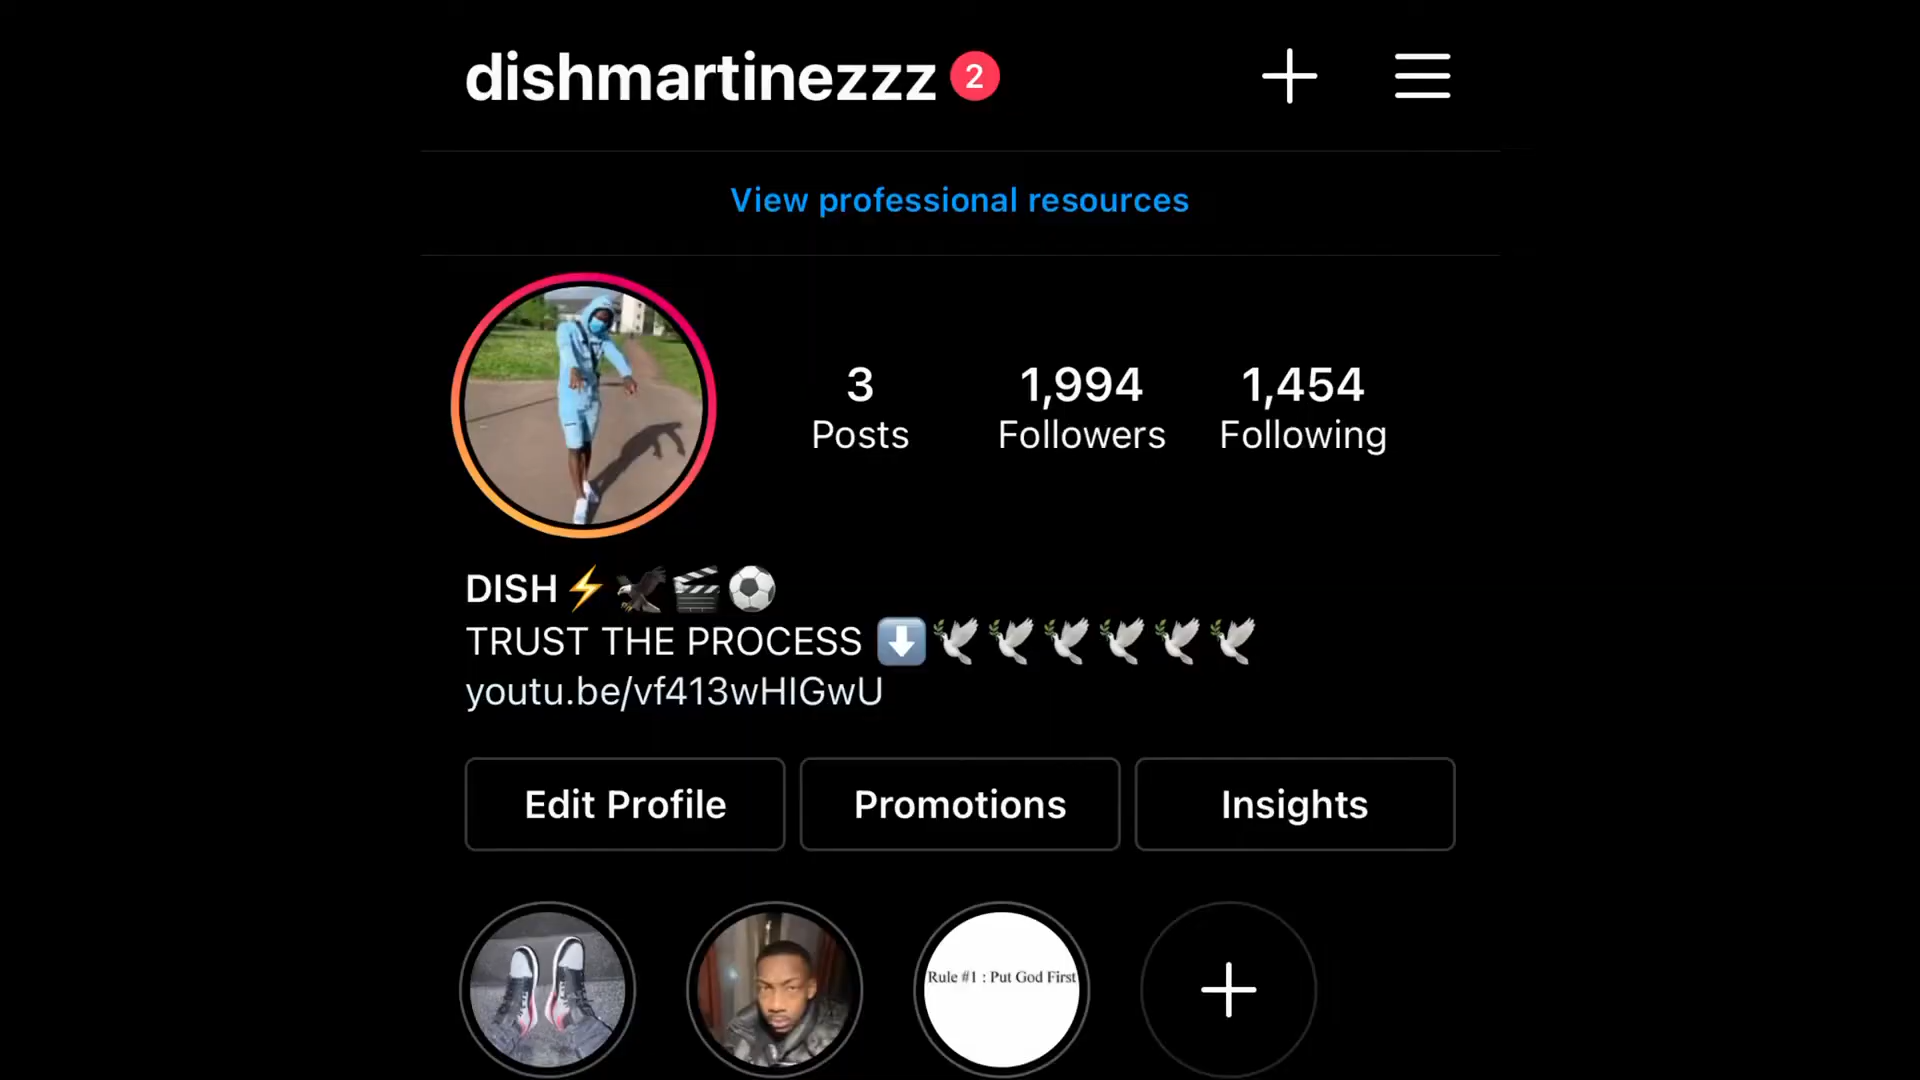 dishmartinezzz 2
View professional resources
3 1,994 1,454
Posts Followers Following
DISH⚡🦅🎬⚽
TRUST THE PROCESS ⬇️🕊️🕊️🕊️🕊️🕊️🕊️
youtu.be/vf413wHIGwU
Edit Profile Promotions Insights
Rule #1 : Put God First